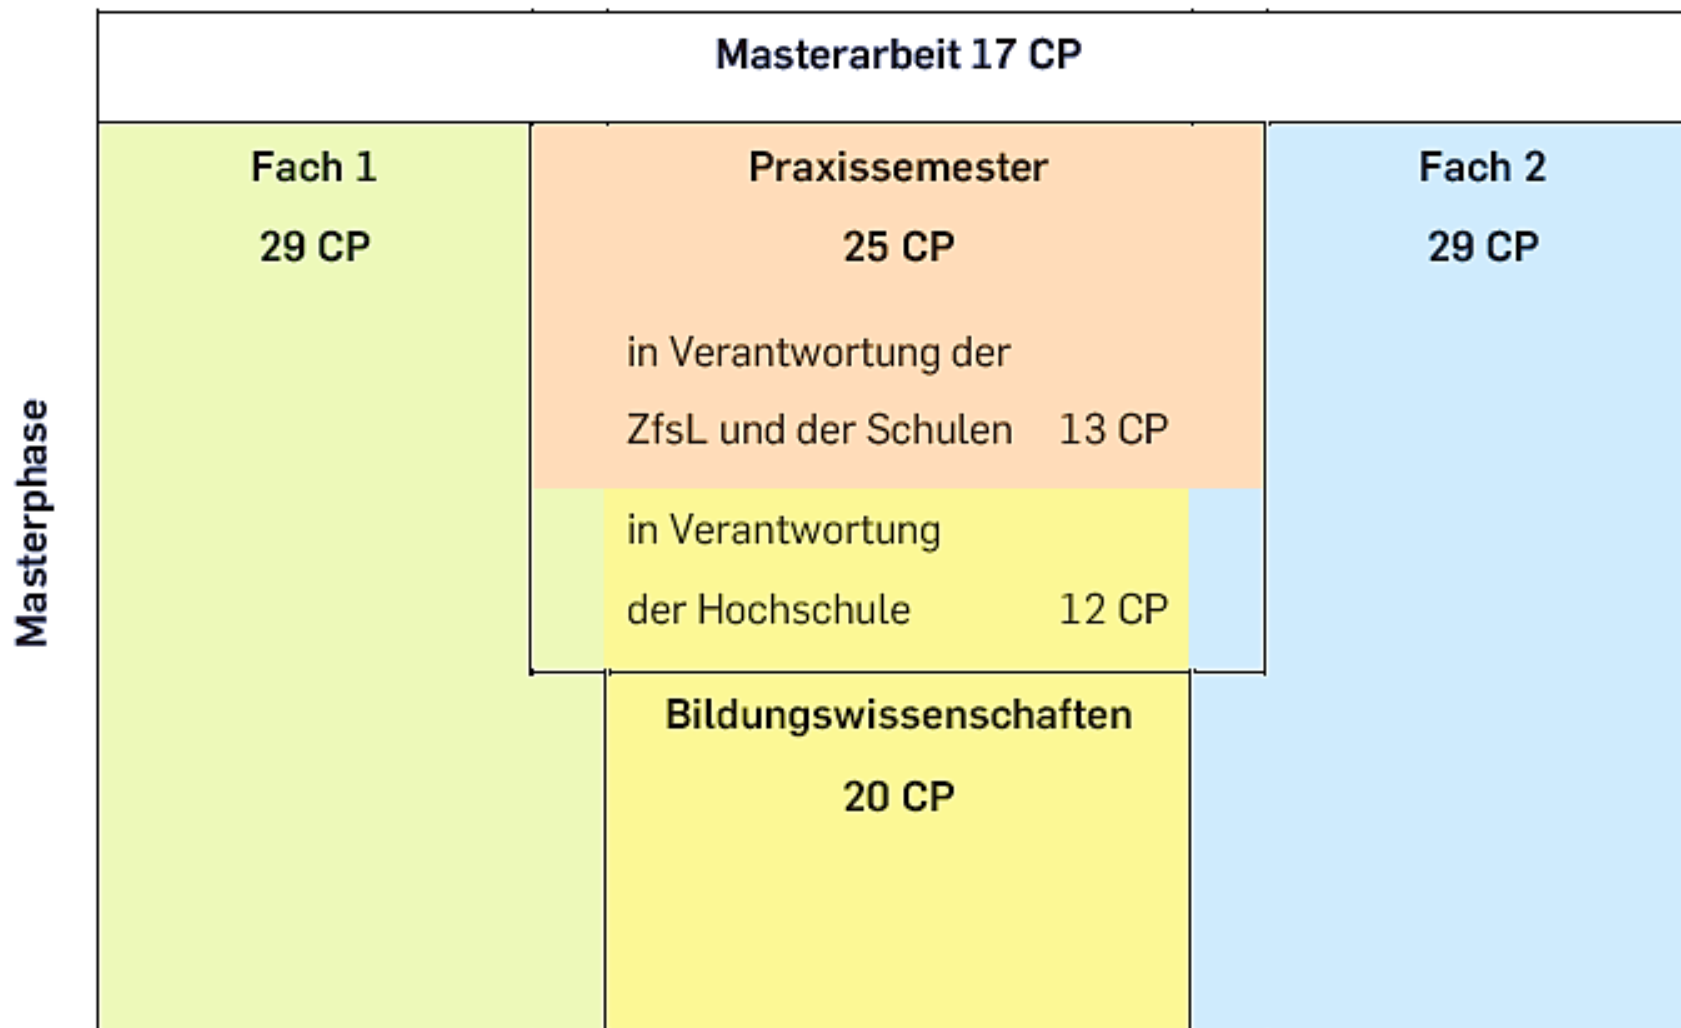 Masterarbeit 17 CP
Masterphase
Fach 1
29 CP
Praxissemester
25 CP
in Verantwortung der
ZfsL und der Schulen 13 CP
in Verantwortung
der Hochschule 12 CP
Fach 2
29 CP
Bildungswissenschaften
20 CP